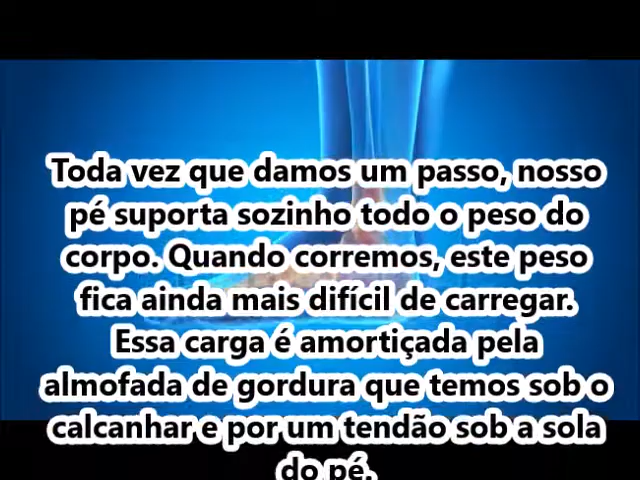 Toda vez que damos um passo, nosso
pé suporta sozinho todo o peso do
corpo. Quando corremos, este peso
fica ainda mais difícil de carregar.
Essa carga é amortiçada pela
almofada de gordura que temos sob o
calcanhar e por um tendão sob a sola
do pé.